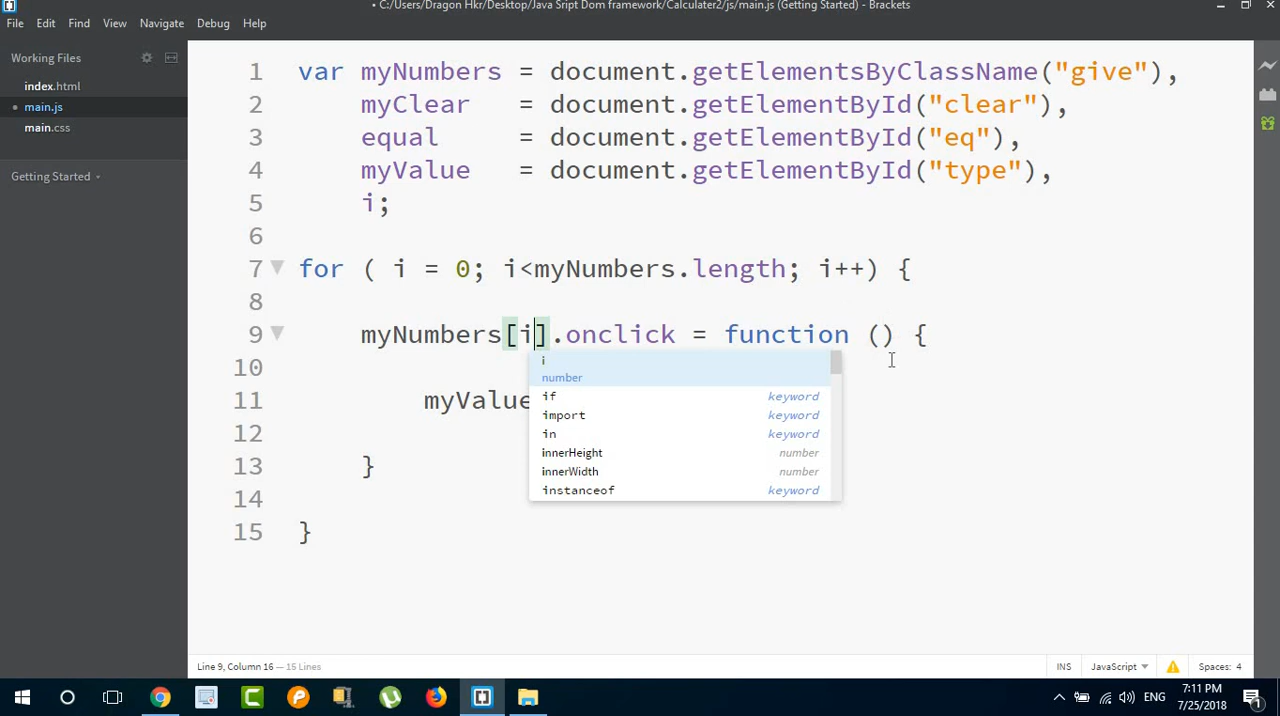 • C:/Users/Dragon Hkr/Desktop/Java Sript Dom framework/Calculater2/js/main.js (Getting Started) - Brackets
File Edit Find View Navigate Debug Help
Working Files
index.html
main.js
main.css
Getting Started
1 var myNumbers = document.getElementsByClassName("give"),
2 myClear = document.getElementById("clear"),
3 equal = document.getElementById("eq"),
4 myValue = document.getElementById("type"),
5 i;
6
7 for ( i = 0; i<myNumbers.length; i++) {
8
9 myNumbers[i].onclick = function () {
10
i
number
11 myValue
if keyword
import keyword
in keyword
innerHeight number
innerWidth number
instanceof keyword
12
13 }
14
15 }
Line 9, Column 16 — 15 Lines
INS JavaScript Spaces: 4
ENG
7:11 PM
7/25/2018
1